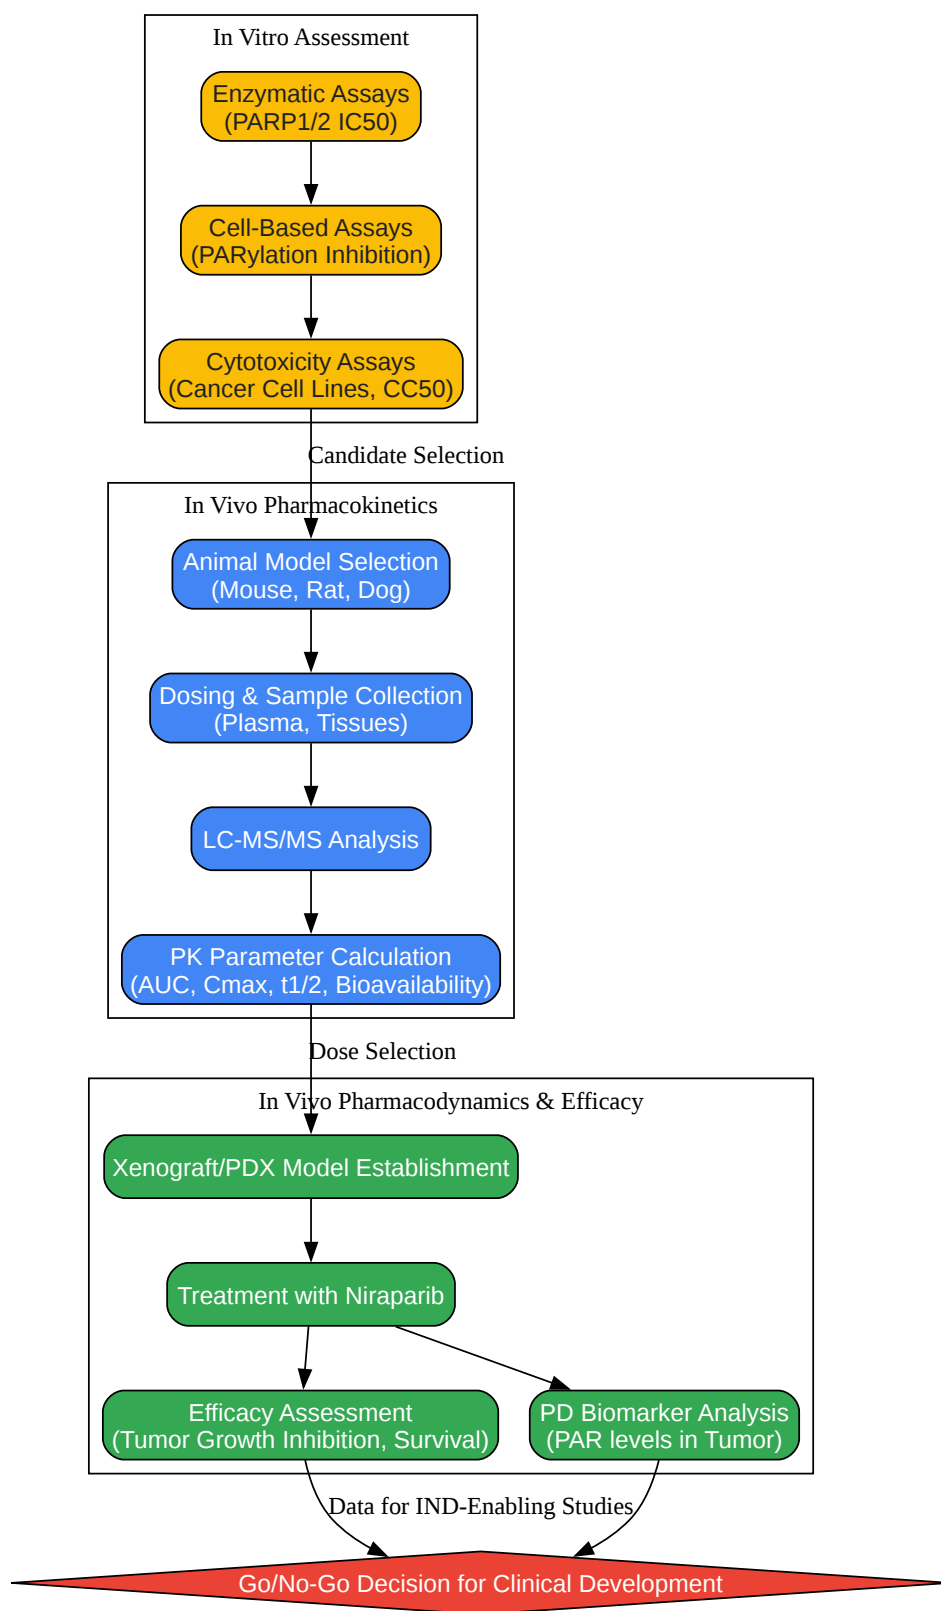 In Vitro Assessment
Enzymatic Assays
(PARP1/2 IC50)
Cell-Based Assays
(PARylation Inhibition)
Cytotoxicity Assays
(Cancer Cell Lines, CC50)
Candidate Selection
In Vivo Pharmacokinetics
Animal Model Selection
(Mouse, Rat, Dog)
Dosing & Sample Collection
(Plasma, Tissues)
LC-MS/MS Analysis
PK Parameter Calculation
(AUC, Cmax, t1/2, Bioavailability)
Dose Selection
In Vivo Pharmacodynamics & Efficacy
Xenograft/PDX Model Establishment
Treatment with Niraparib
Efficacy Assessment
(Tumor Growth Inhibition, Survival)
PD Biomarker Analysis
(PAR levels in Tumor)
Data for IND-Enabling Studies
Go/No-Go Decision for Clinical Development